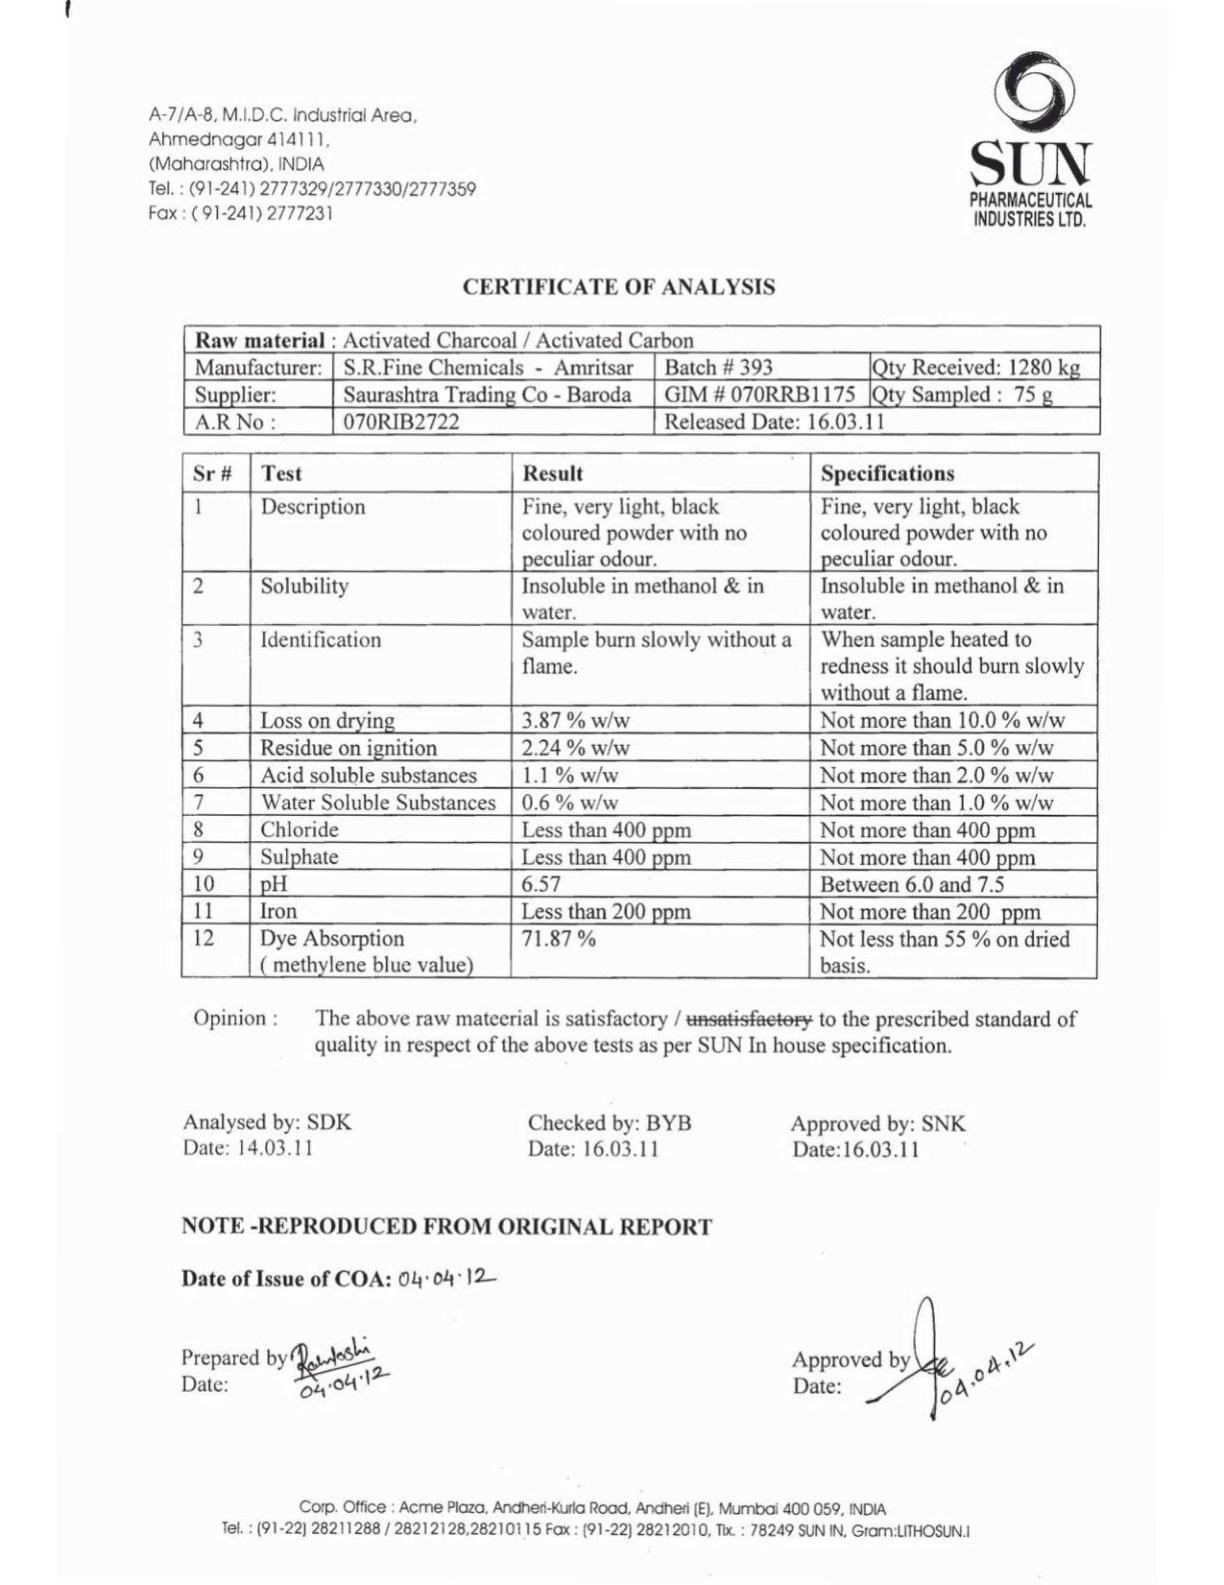 A-7/A-8, M.I.D.C. Industrial Area,
Ahmednagar 414111,
(Maharashtra), INDIA
Tel. : (91-241) 2777329/2777330/2777359
Fax : ( 91-241) 2777231
SUN
PHARMACEUTICAL
INDUSTRIES LTD.
CERTIFICATE OF ANALYSIS
Raw material : Activated Charcoal / Activated Carbon
Manufacturer: S.R.Fine Chemicals - Amritsar Batch # 393 Qty Received: 1280 kg
Supplier: Saurashtra Trading Co - Baroda GIM # 070RRB1175 Qty Sampled : 75 g
A.R No : 070RIB2722 Released Date: 16.03.11
Sr # Test Result Specifications
1 Description Fine, very light, black Fine, very light, black
coloured powder with no coloured powder with no
peculiar odour. peculiar odour.
2 Solubility Insoluble in methanol & in Insoluble in methanol & in
water. water.
3 Identification Sample burn slowly without a When sample heated to
flame. redness it should burn slowly
without a flame.
4 Loss on drying 3.87 % w/w Not more than 10.0 % w/w
5 Residue on ignition 2.24 % w/w Not more than 5.0 % w/w
6 Acid soluble substances 1.1 % w/w Not more than 2.0 % w/w
7 Water Soluble Substances 0.6 % w/w Not more than 1.0 % w/w
8 Chloride Less than 400 ppm Not more than 400 ppm
9 Sulphate Less than 400 ppm Not more than 400 ppm
10 pH 6.57 Between 6.0 and 7.5
11 Iron Less than 200 ppm Not more than 200 ppm
12 Dye Absorption 71.87 % Not less than 55 % on dried
( methylene blue value) basis.
Opinion : The above raw mateerial is satisfactory / unsatisfactory to the prescribed standard of
quality in respect of the above tests as per SUN In house specification.
Analysed by: SDK Checked by: BYB Approved by: SNK
Date: 14.03.11 Date: 16.03.11 Date:16.03.11
NOTE -REPRODUCED FROM ORIGINAL REPORT
Date of Issue of COA: 04.04.12
Prepared by Approved by
Date: 04.04.12 Date: 04.04.12
Corp. Office : Acme Plaza, Andheri-Kurla Road, Andheri (E), Mumbai 400 059, INDIA
Tel. : (91-22) 28211288 / 28212128,28210115 Fax : (91-22) 28212010, Tlx. : 78249 SUN IN, Gram:LITHOSUN.I